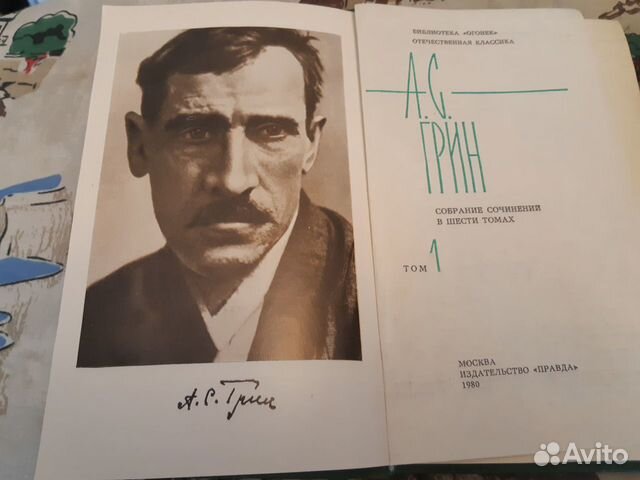 А. С. Грин
БИБЛИОТЕКА «ОГОНЕК»
ОТЕЧЕСТВЕННАЯ КЛАССИКА
А.С.
ГРИН
СОБРАНИЕ СОЧИНЕНИЙ
В ШЕСТИ ТОМАХ
ТОМ 1
МОСКВА
ИЗДАТЕЛЬСТВО «ПРАВДА»
1980
Avito